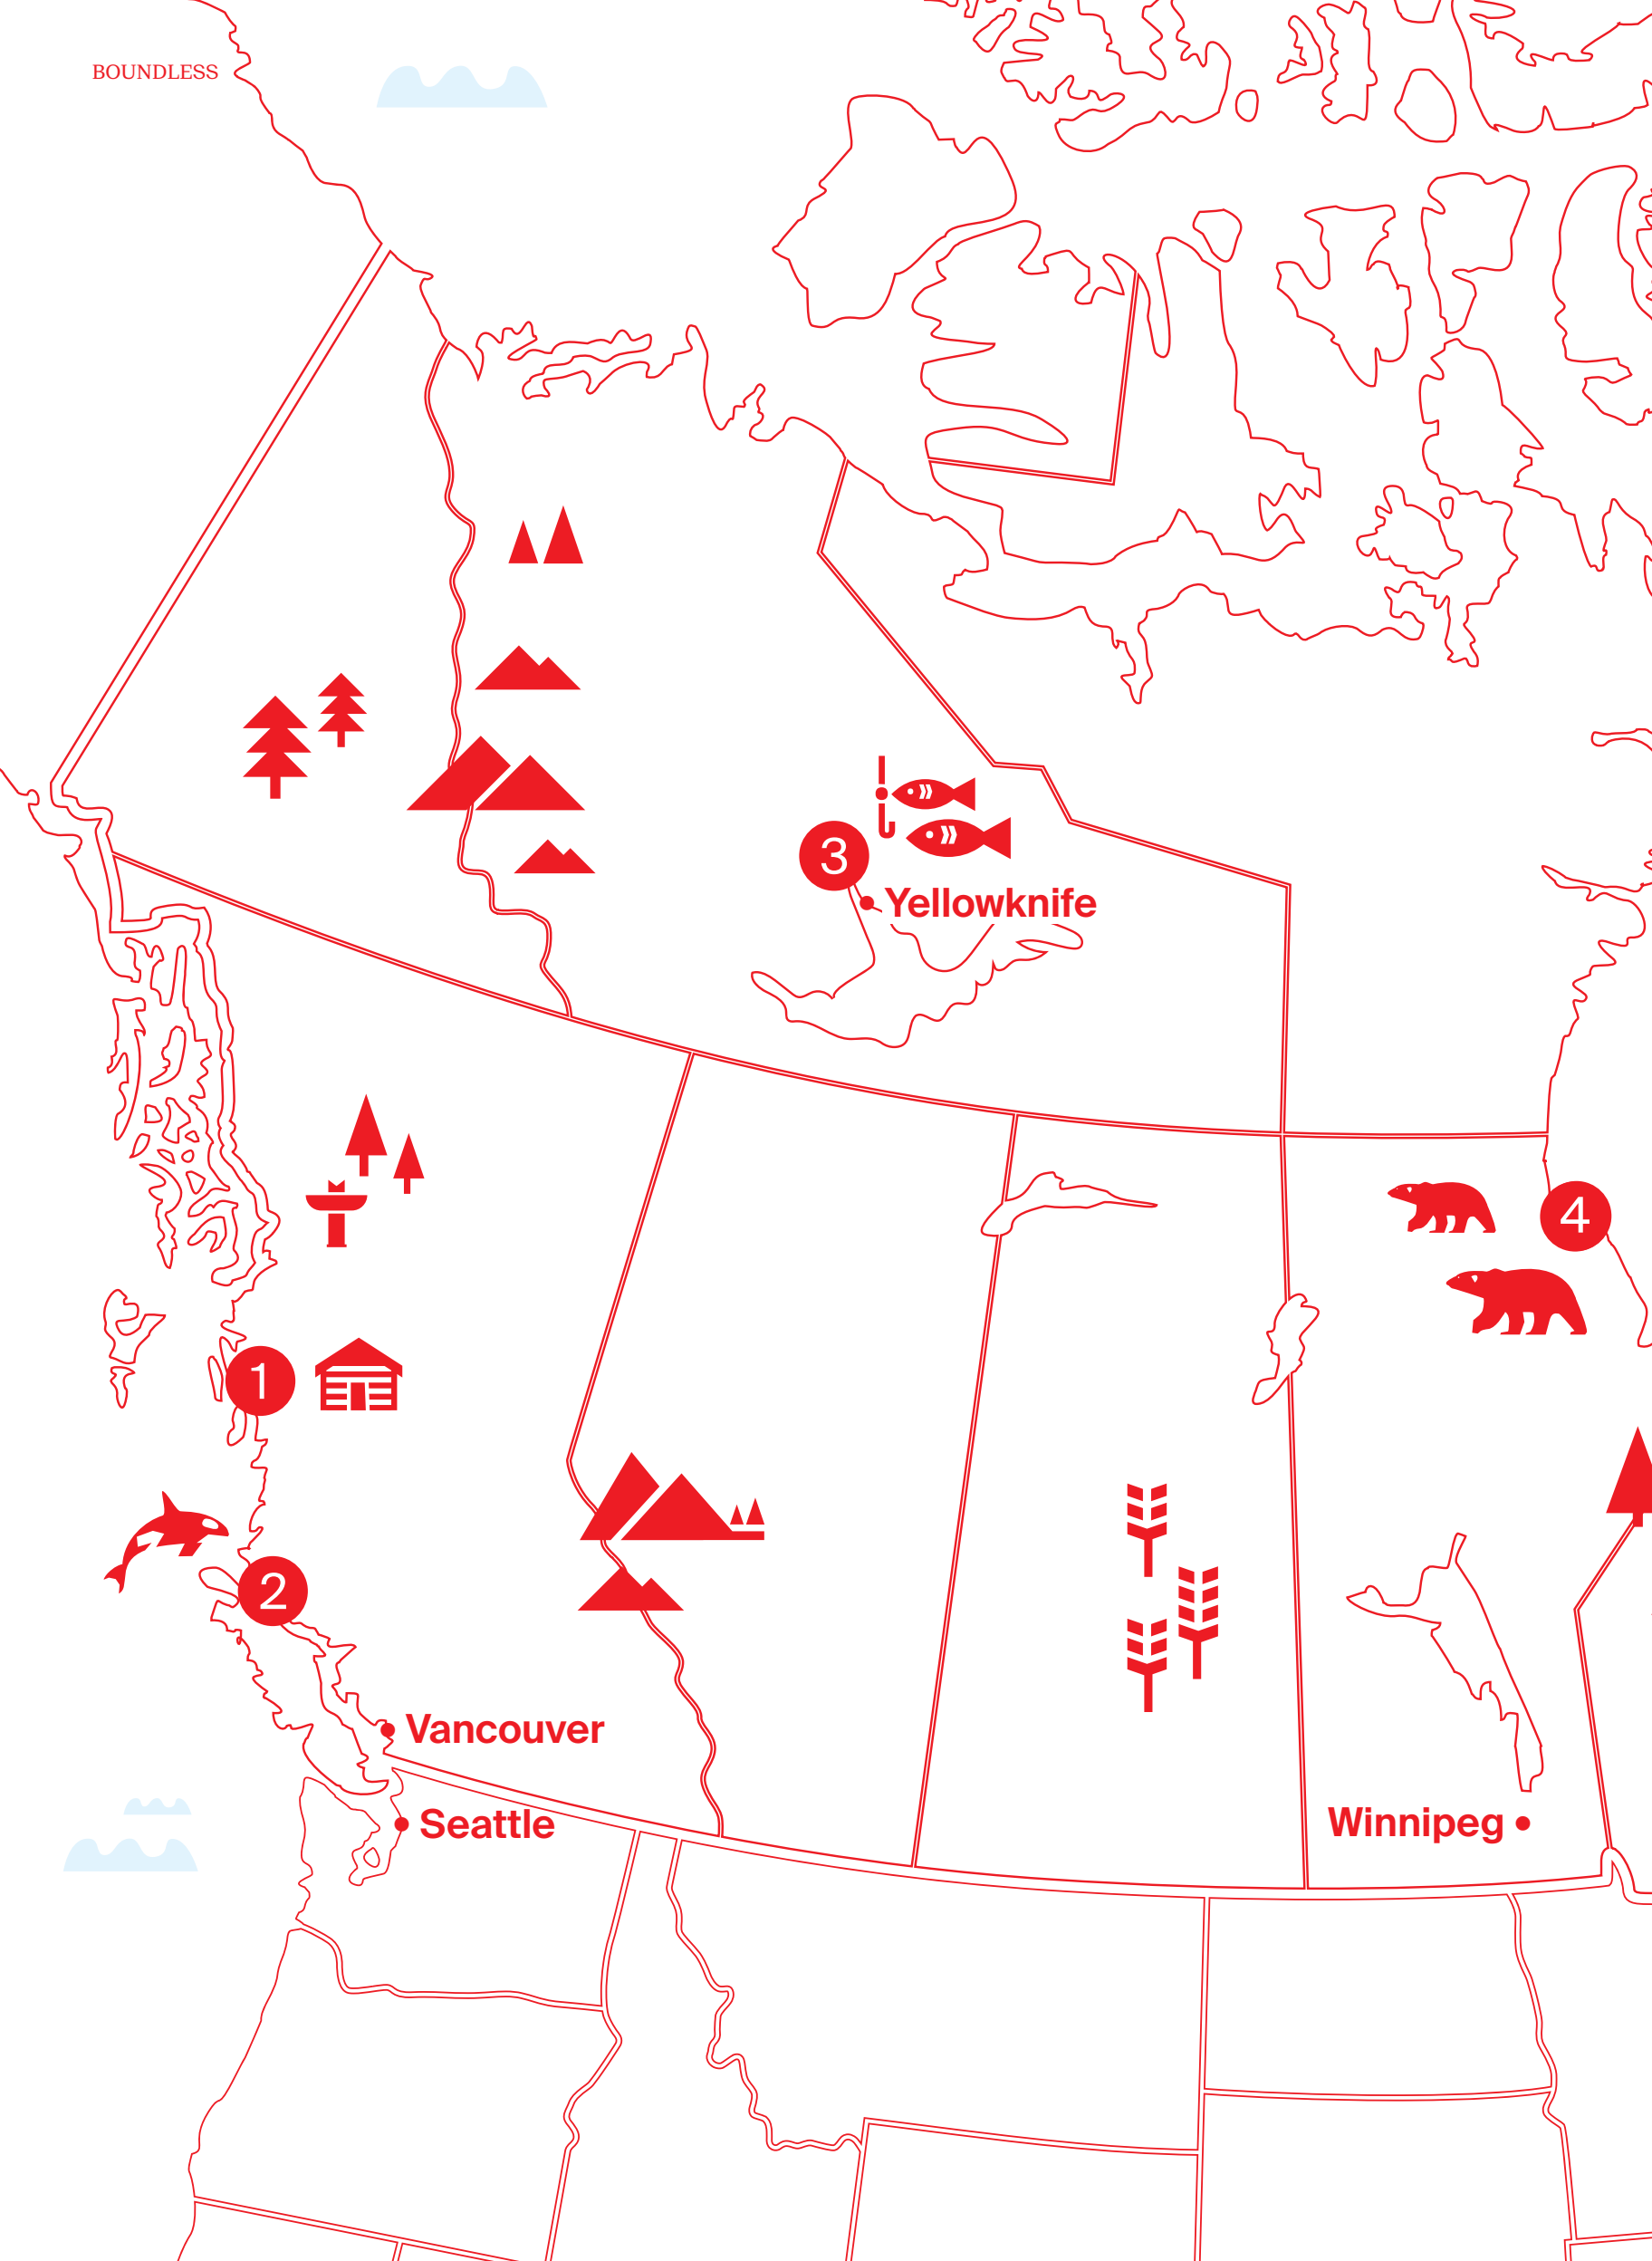 BOUNDLESS
3
Yellowknife
4
1
2
Vancouver
Seattle
Winnipeg